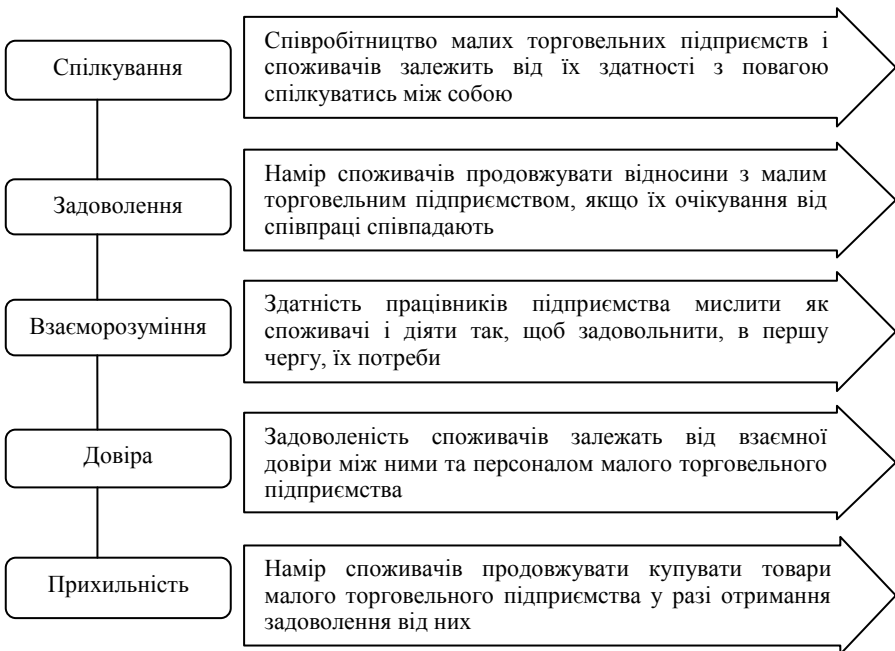 Спілкування
Співробітництво малих торговельних підприємств і
споживачів залежить від їх здатності з повагою
спілкуватись між собою
Задоволення
Намір споживачів продовжувати відносини з малим
торговельним підприємством, якщо їх очікування від
співпраці співпадають
Взаєморозуміння
Здатність працівників підприємства мислити як
споживачі і діяти так, щоб задовольнити, в першу
чергу, їх потреби
Довіра
Задоволеність споживачів залежать від взаємної
довіри між ними та персоналом малого торговельного
підприємства
Прихильність
Намір споживачів продовжувати купувати товари
малого торговельного підприємства у разі отримання
задоволення від них